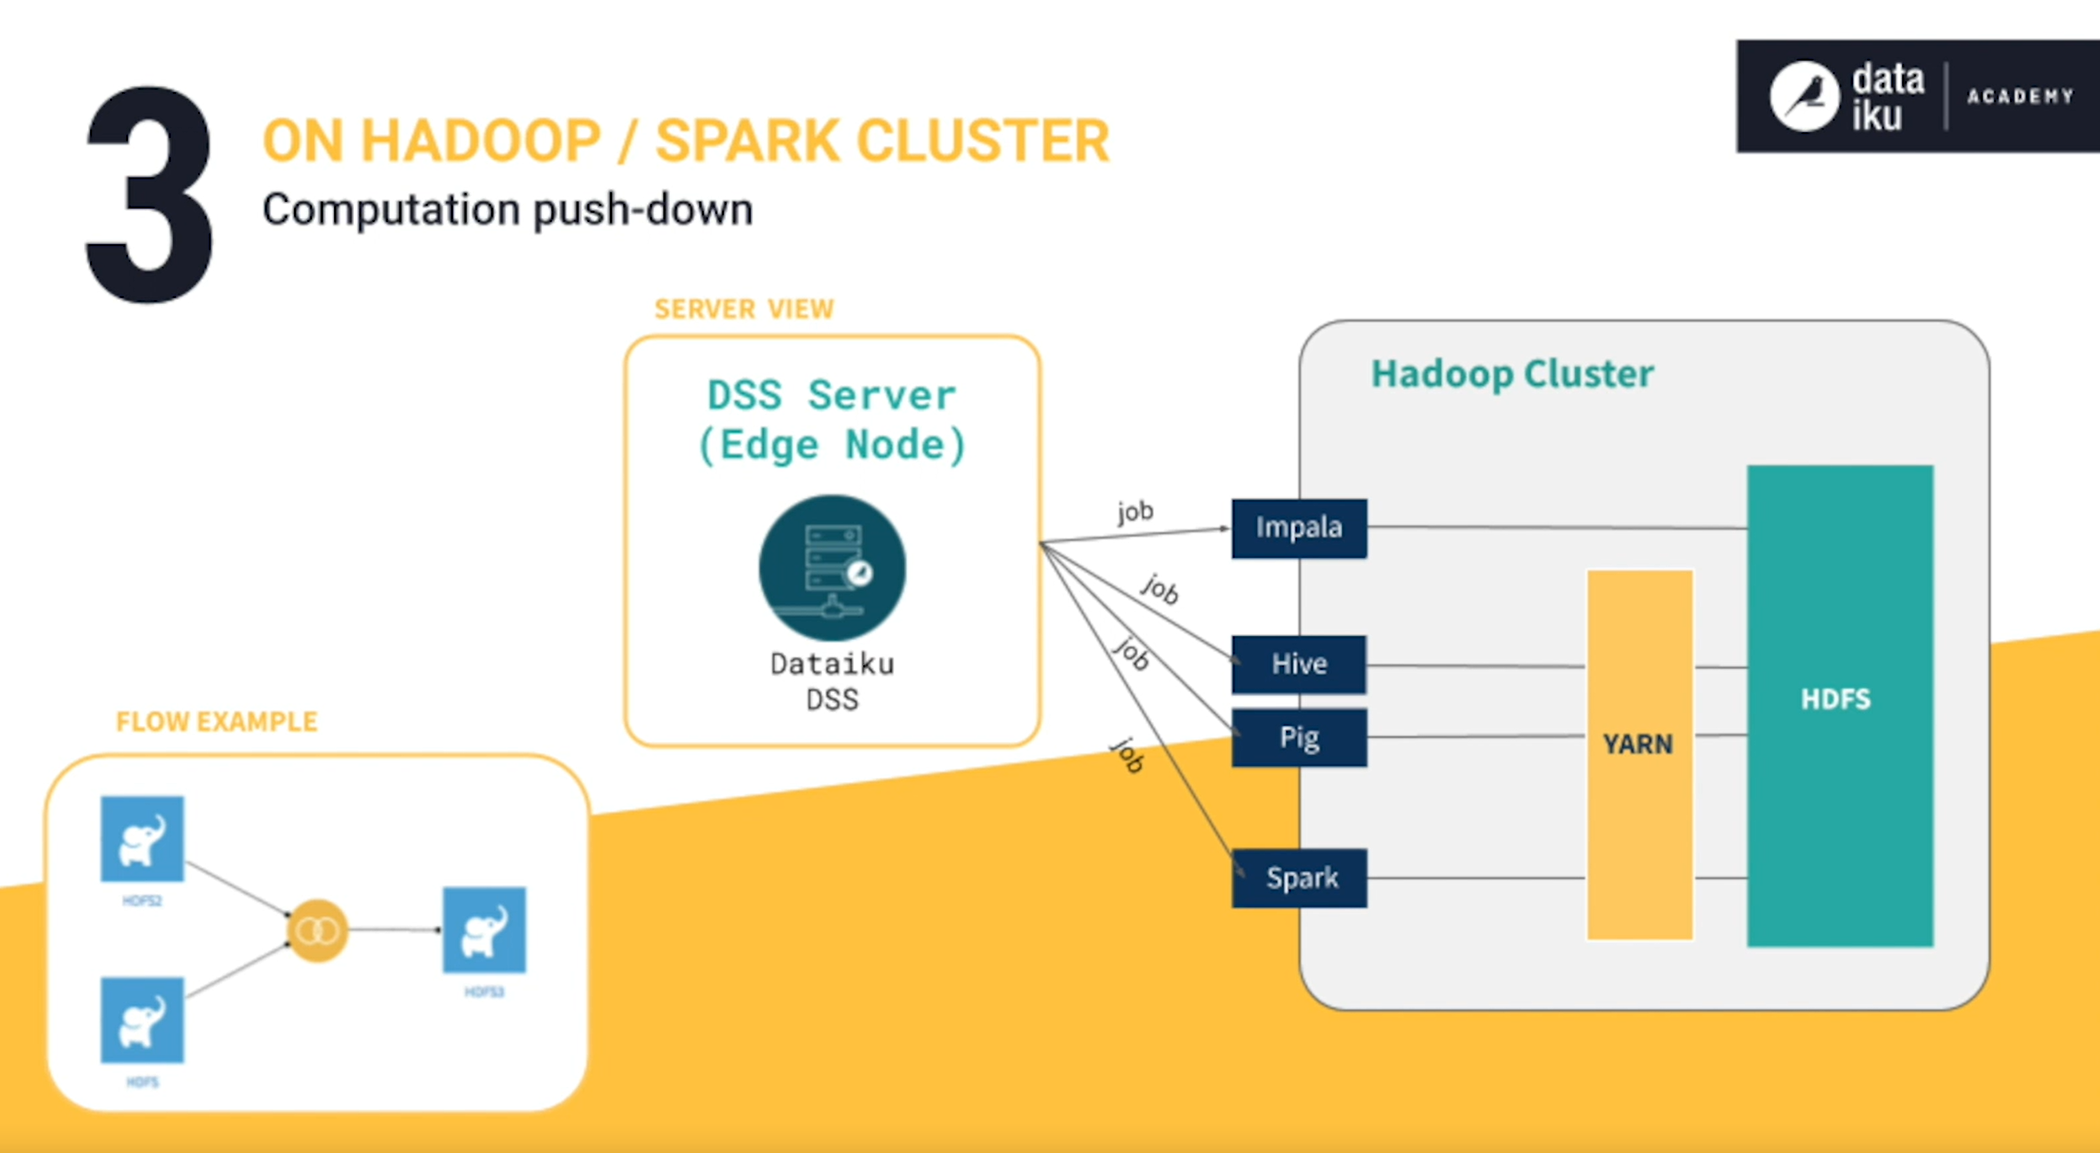 3
ON HADOOP / SPARK CLUSTER
Computation push-down
data
iku
ACADEMY
SERVER VIEW
DSS Server
(Edge Node)
Dataiku
DSS
job
job
job
job
Hadoop Cluster
Impala
Hive
Pig
Spark
YARN
HDFS
FLOW EXAMPLE
HDFS2
HDFS
HDFS3